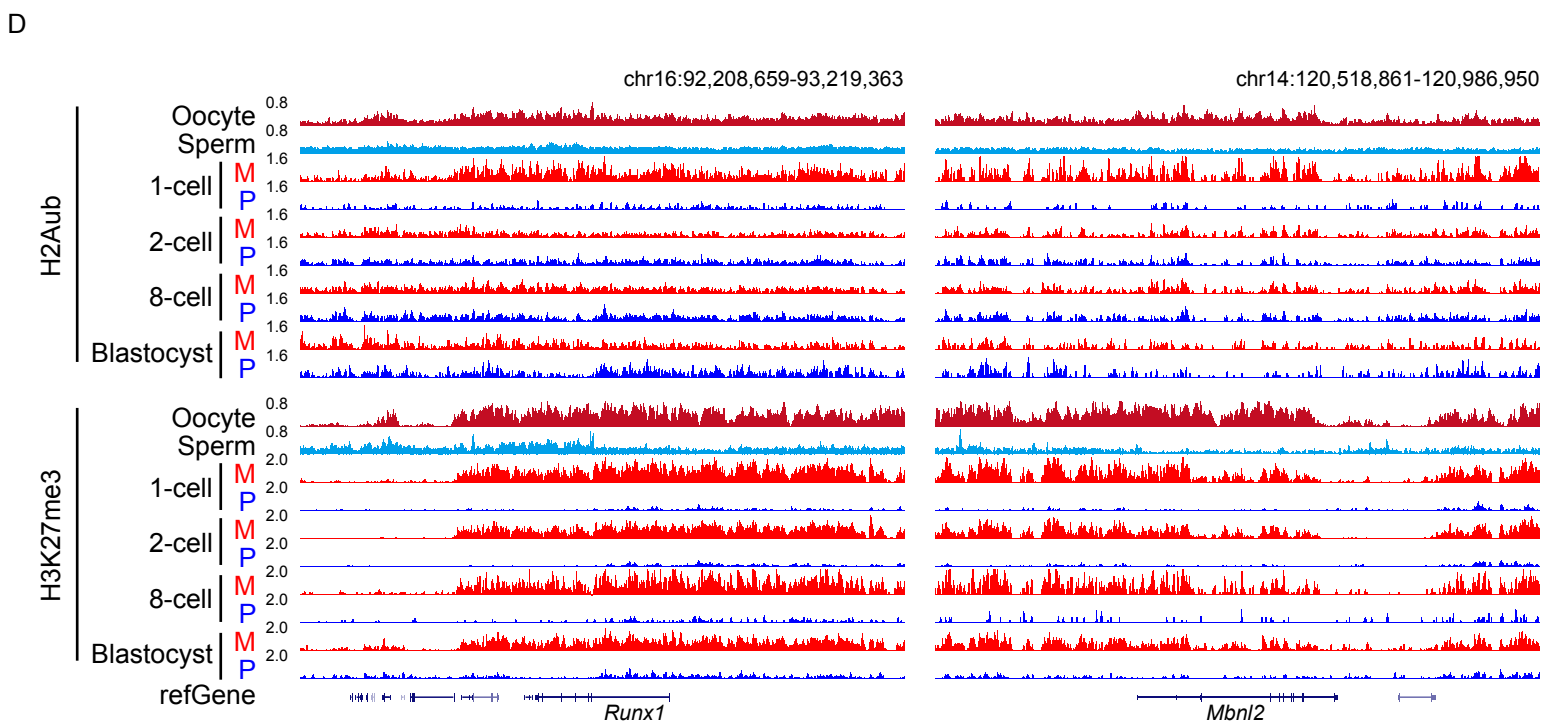 D
chr16:92,208,659-93,219,363
chr14:120,518,861-120,986,950
H2Aub
Oocyte 0.8
Sperm 0.8
1-cell
M 1.6
P 1.6
2-cell
M 1.6
P 1.6
8-cell
M 1.6
P 1.6
Blastocyst
M 1.6
P 1.6
H3K27me3
Oocyte 0.8
Sperm 0.8
1-cell
M 2.0
P 2.0
2-cell
M 2.0
P 2.0
8-cell
M 2.0
P 2.0
Blastocyst
M 2.0
P 2.0
refGene
Runx1
Mbnl2